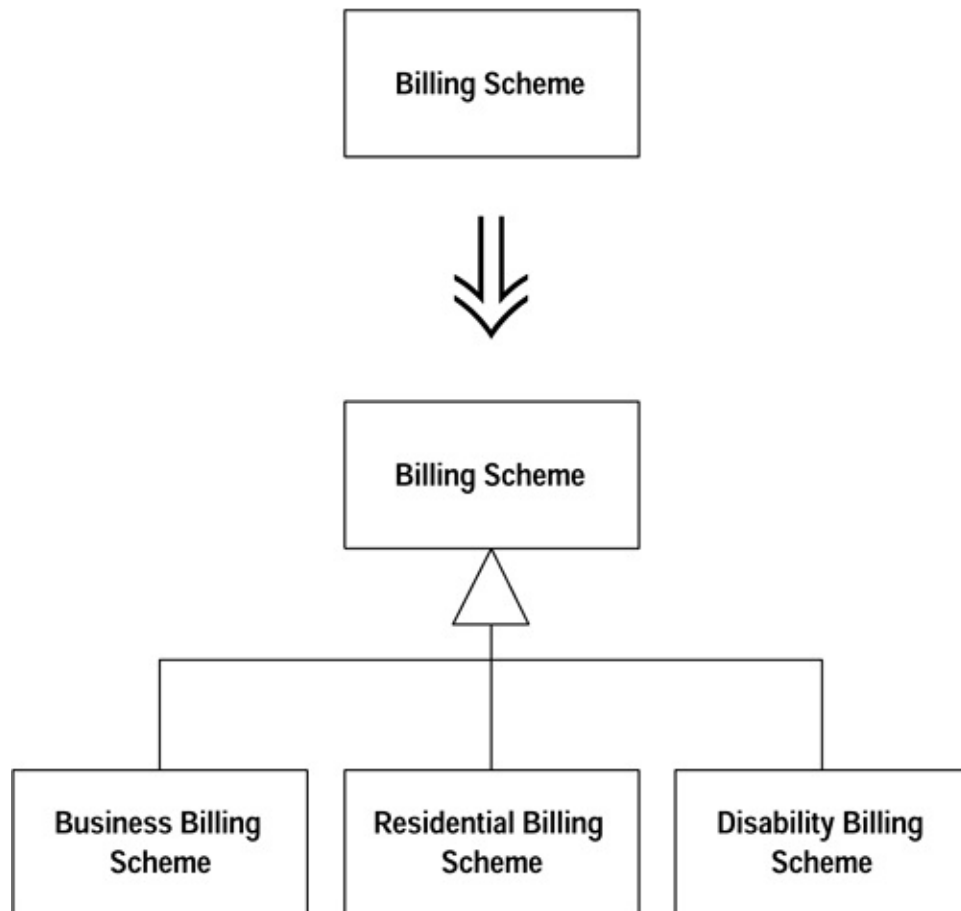 Billing Scheme
Billing Scheme
Business Billing
Scheme
Residential Billing
Scheme
Disability Billing
Scheme